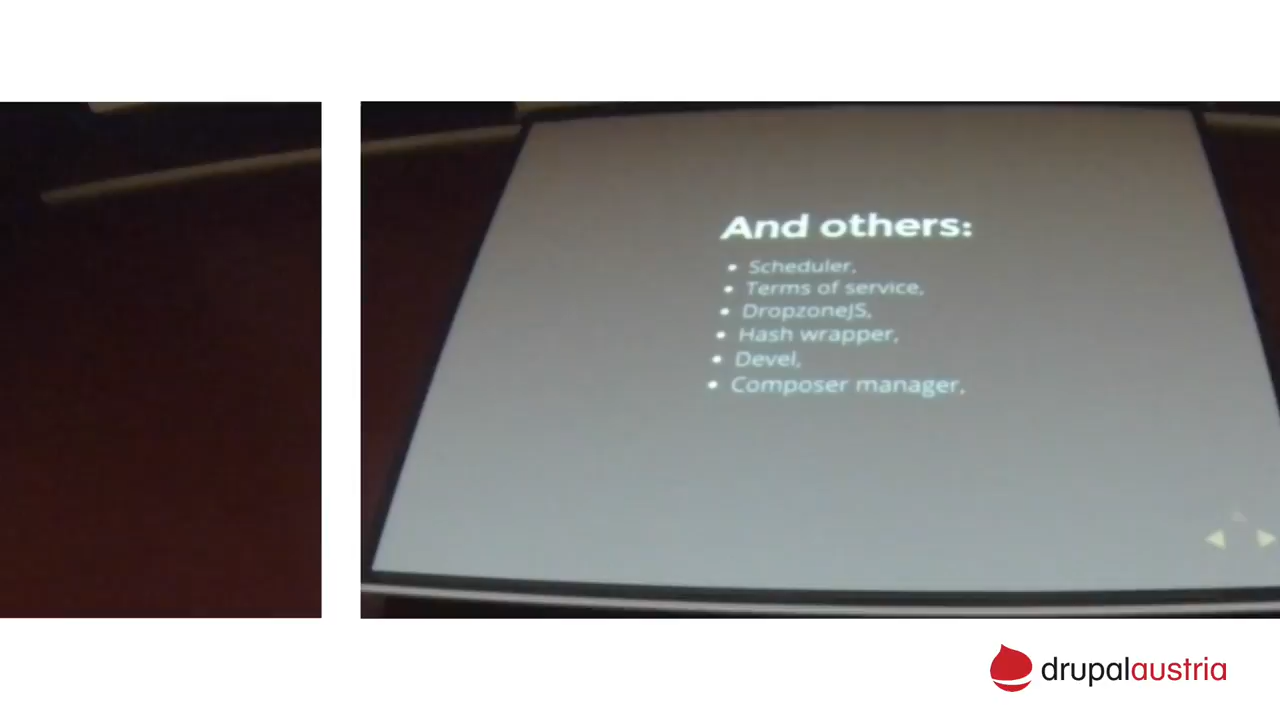 And others:
• Scheduler,
• Terms of service,
• DropzoneJS,
• Hash wrapper,
• Devel,
• Composer manager,
drupalaustria